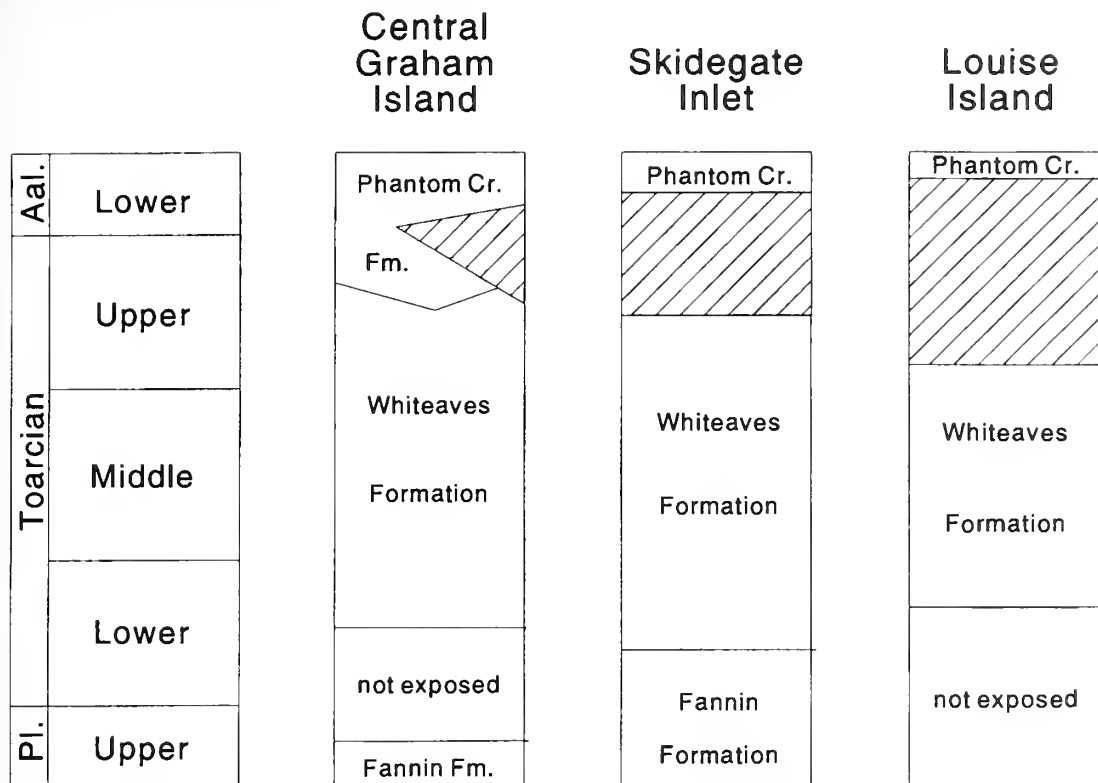 Central
Graham
Island
Skidegate
Inlet
Louise
Island
Aal.
Lower
Toarcian
Upper
Middle
Lower
Pl.
Upper
Phantom Cr.
Fm.
Whiteaves
Formation
not exposed
Fannin Fm.
Phantom Cr.
Whiteaves
Formation
Fannin
Formation
Phantom Cr.
Whiteaves
Formation
not exposed